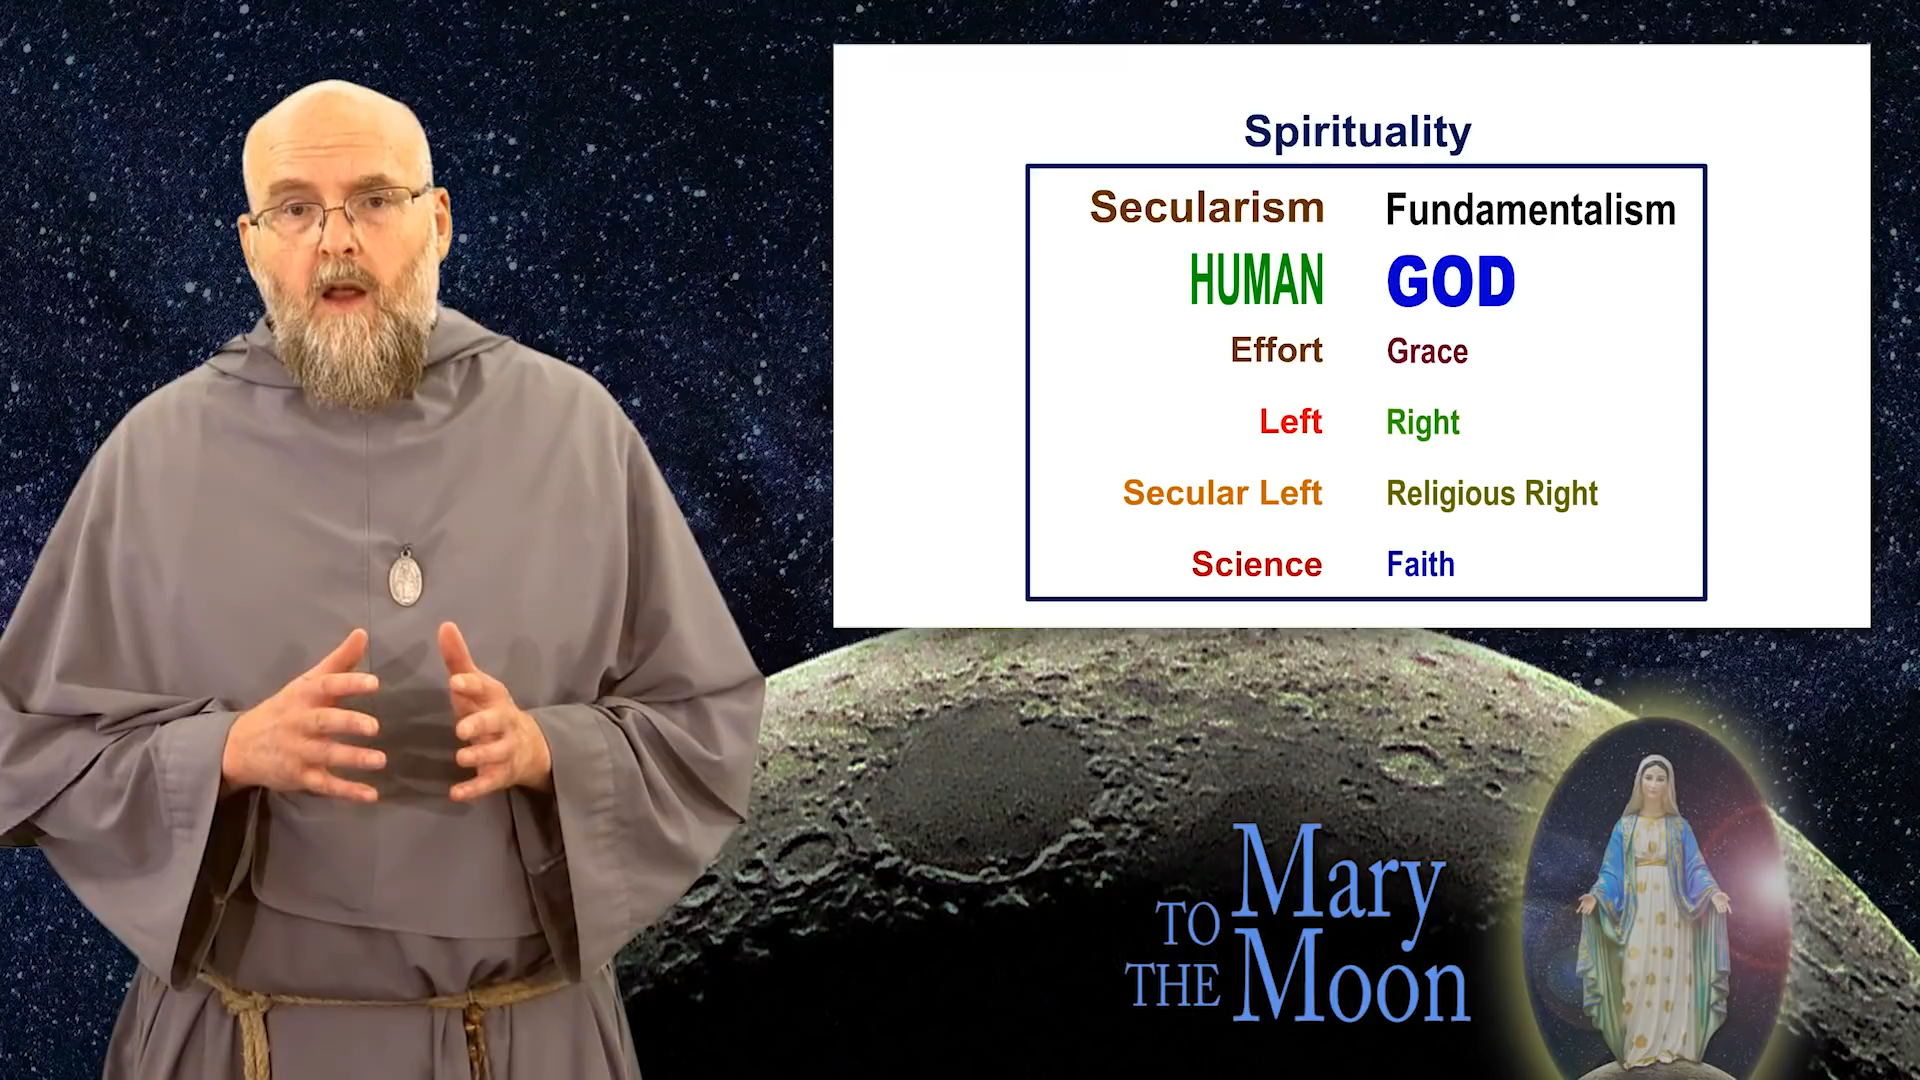 Spirituality
Secularism Fundamentalism
HUMAN GOD
Effort Grace
Left Right
Secular Left Religious Right
Science Faith
TO Mary
THE Moon